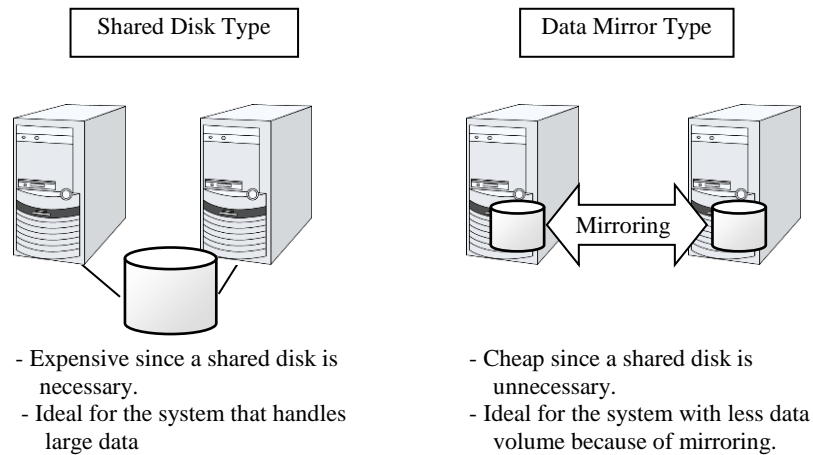 Shared Disk Type
Data Mirror Type
Mirroring
- Expensive since a shared disk is
necessary.
- Ideal for the system that handles
large data
- Cheap since a shared disk is
unnecessary.
- Ideal for the system with less data
volume because of mirroring.